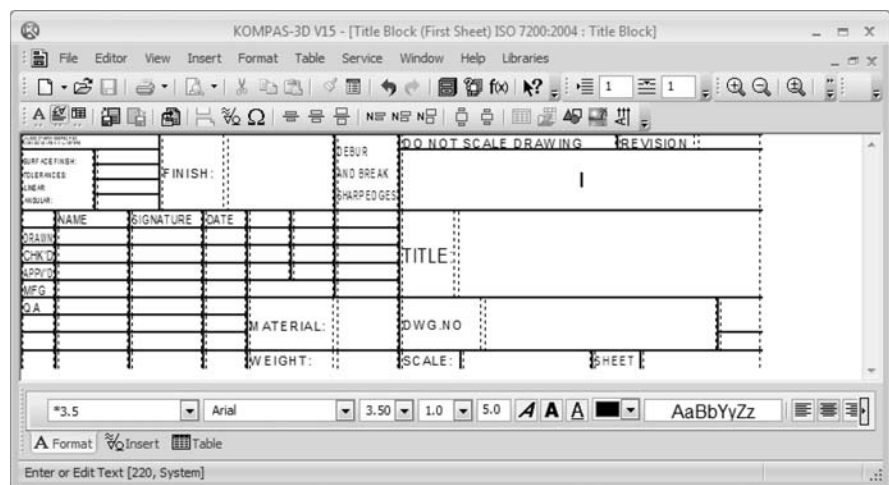 KOMPAS-3D V15 - [Title Block (First Sheet) ISO 7200:2004 : Title Block]
File Editor View Insert Format Table Service Window Help Libraries
f(x) 1 1
A Ω N N N
DO NOT SCALE DRAWING REVISION
SURFACE FINISH:
TOLERANCES:
LINEAR:
ANGULAR:
FINISH:
DEBUR
AND BREAK
SHARPEDGES
NAME SIGNATURE DATE
DRAWN
CHK'D
APPV'D
MFG
Q.A
TITLE:
MATERIAL: DWG.NO
WEIGHT: SCALE: SHEET
*3.5 Arial 3.50 1.0 5.0 A A A AaBbYyZz
A Format Insert Table
Enter or Edit Text [220, System]